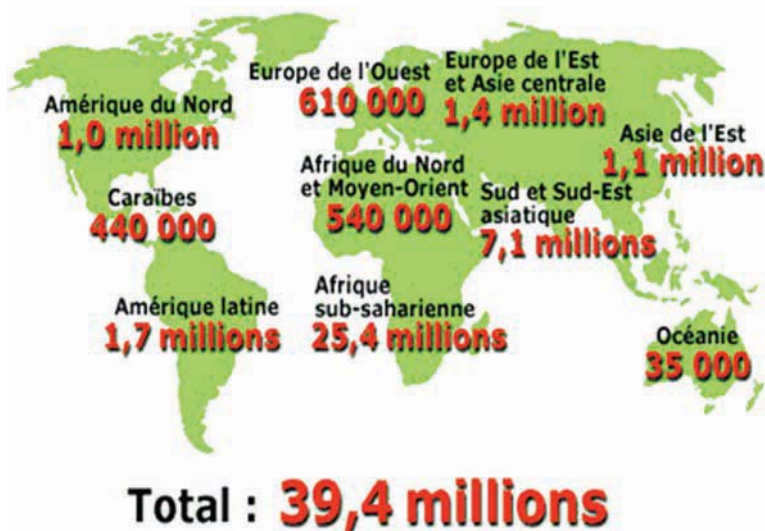 Amérique du Nord
1,0 million
Europe de l'Ouest
610 000
Europe de l'Est
et Asie centrale
1,4 million
Asie de l'Est
1,1 million
Caraïbes
440 000
Afrique du Nord
et Moyen-Orient
540 000
Sud et Sud-Est
asiatique
7,1 millions
Amérique latine
1,7 millions
Afrique
sub-saharienne
25,4 millions
Océanie
35 000
Total : 39,4 millions